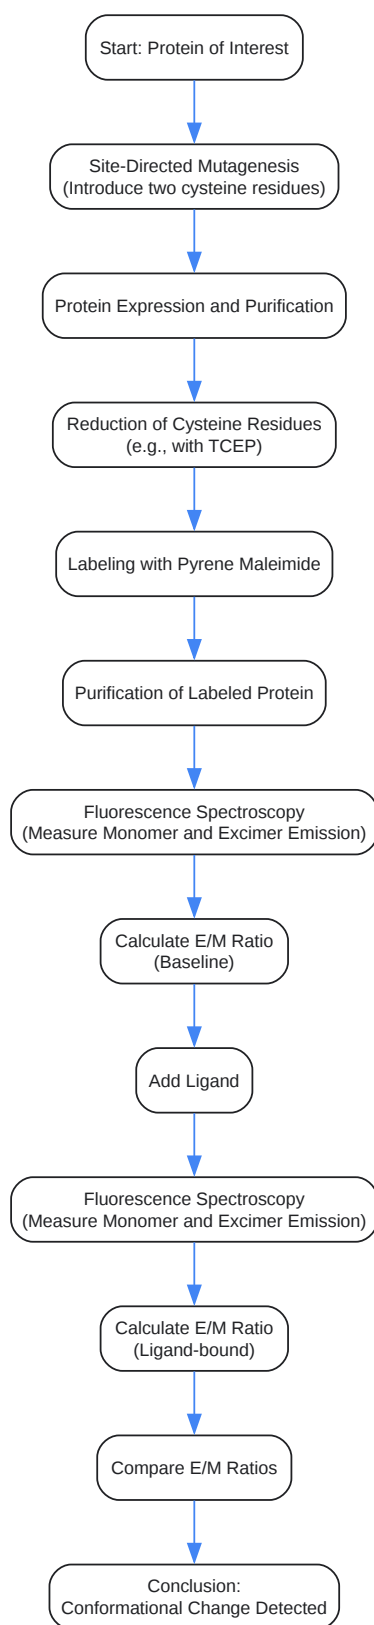 Start: Protein of Interest
Site-Directed Mutagenesis
(Introduce two cysteine residues)
Protein Expression and Purification
Reduction of Cysteine Residues
(e.g., with TCEP)
Labeling with Pyrene Maleimide
Purification of Labeled Protein
Fluorescence Spectroscopy
(Measure Monomer and Excimer Emission)
Calculate E/M Ratio
(Baseline)
Add Ligand
Fluorescence Spectroscopy
(Measure Monomer and Excimer Emission)
Calculate E/M Ratio
(Ligand-bound)
Compare E/M Ratios
Conclusion:
Conformational Change Detected